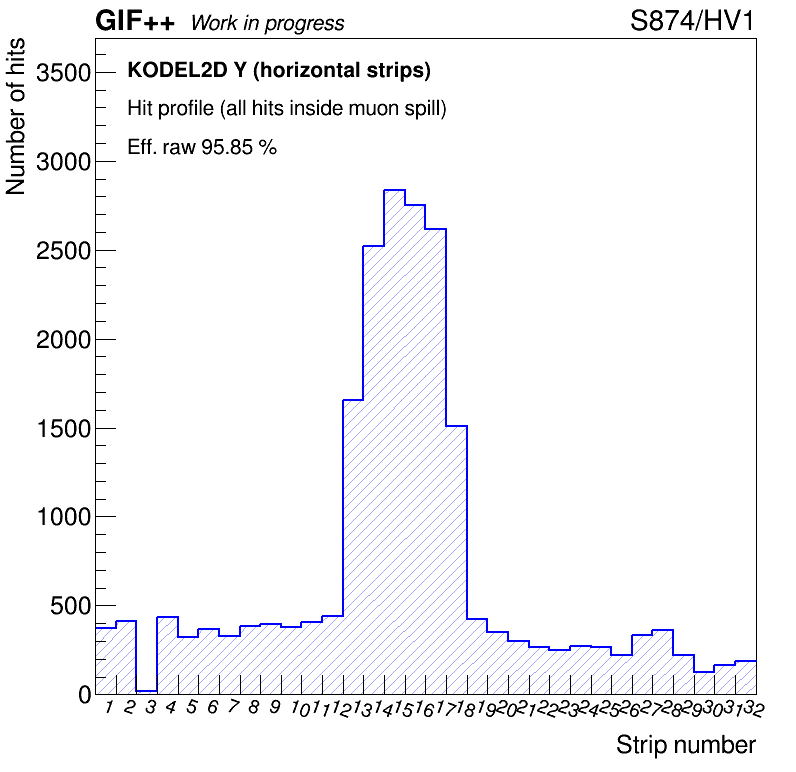 GIF++ Work in progress S874/HV1
Number of hits
KODEL2D Y (horizontal strips)
Hit profile (all hits inside muon spill)
Eff. raw 95.85 %
3500
3000
2500
2000
1500
1000
500
0
1 2 3 4 5 6 7 8 9 10 11 12 13 14 15 16 17 18 19 20 21 22 23 24 25 26 27 28 29 30 31 32
Strip number